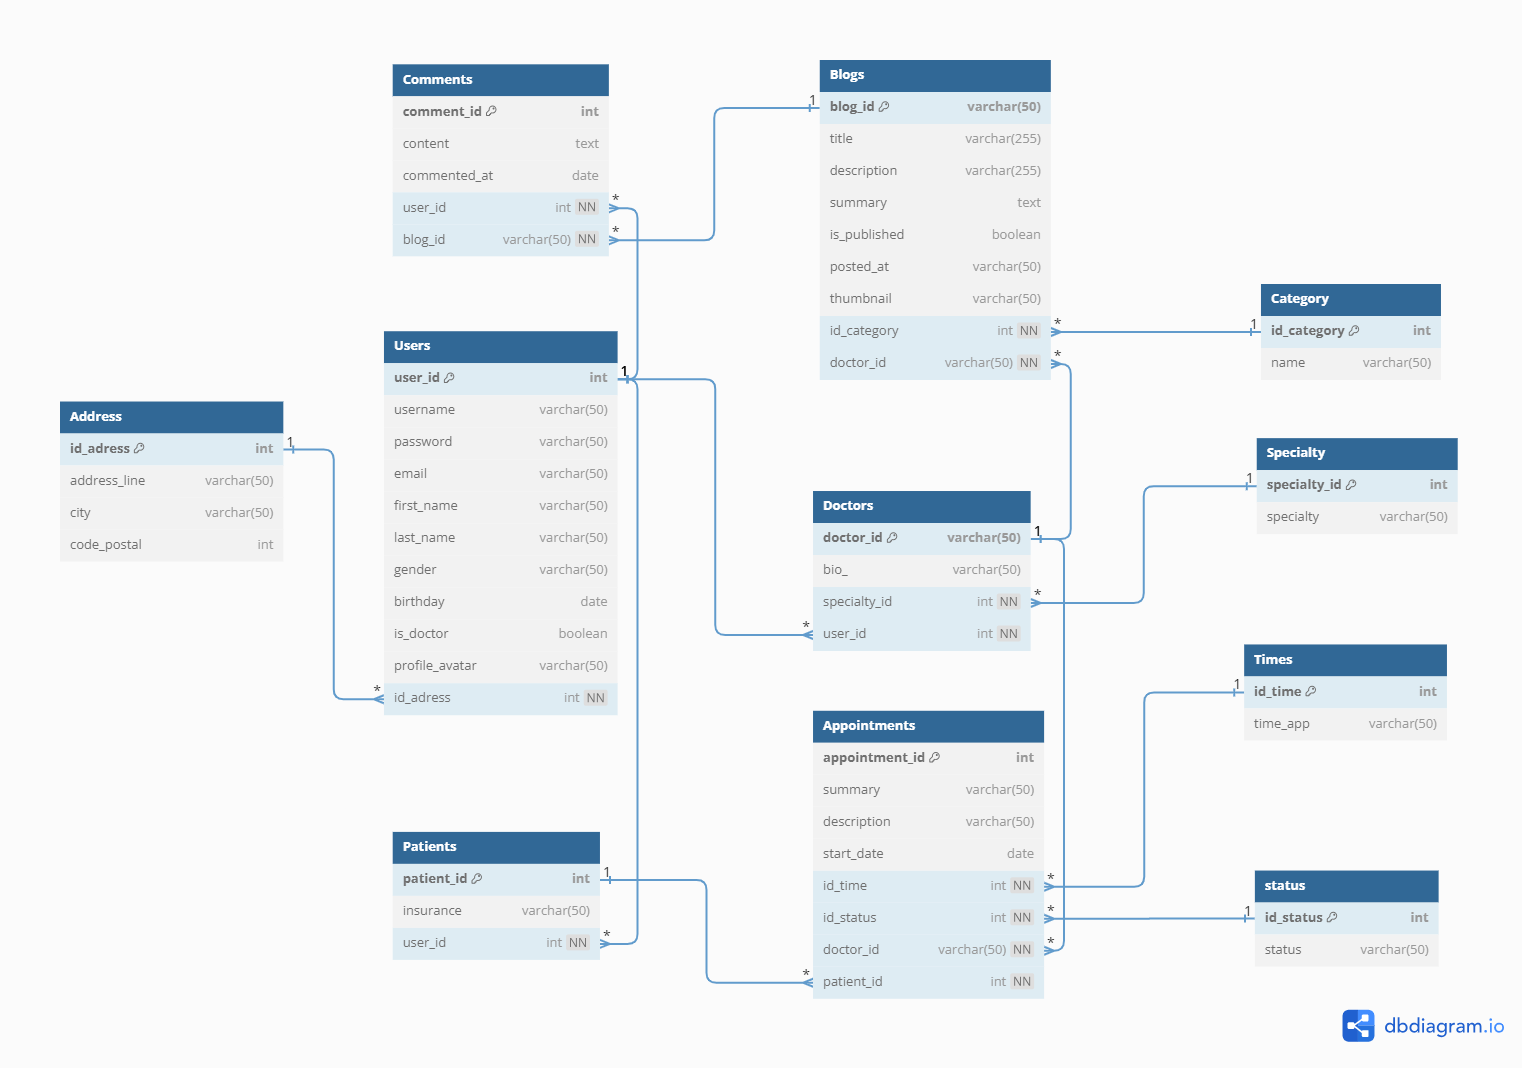 Comments
comment_id int
content text
commented_at date
user_id int NN
blog_id varchar(50) NN
*
*
Blogs
blog_id varchar(50)
title varchar(255)
description varchar(255)
summary text
is_published boolean
posted_at varchar(50)
thumbnail varchar(50)
id_category int NN
doctor_id varchar(50) NN
1
*
*
Category
id_category int
name varchar(50)
1
Users
user_id int
username varchar(50)
password varchar(50)
email varchar(50)
first_name varchar(50)
last_name varchar(50)
gender varchar(50)
birthday date
is_doctor boolean
profile_avatar varchar(50)
id_adress int NN
1
*
Address
id_adress int
address_line varchar(50)
city varchar(50)
code_postal int
1
Doctors
doctor_id varchar(50)
bio_ varchar(50)
specialty_id int NN
user_id int NN
1
*
*
Specialty
specialty_id int
specialty varchar(50)
1
Times
id_time int
time_app varchar(50)
1
Appointments
appointment_id int
summary varchar(50)
description varchar(50)
start_date date
id_time int NN
id_status int NN
doctor_id varchar(50) NN
patient_id int NN
*
*
*
*
Patients
patient_id int
insurance varchar(50)
user_id int NN
1
*
status
id_status int
status varchar(50)
1
dbdiagram.io